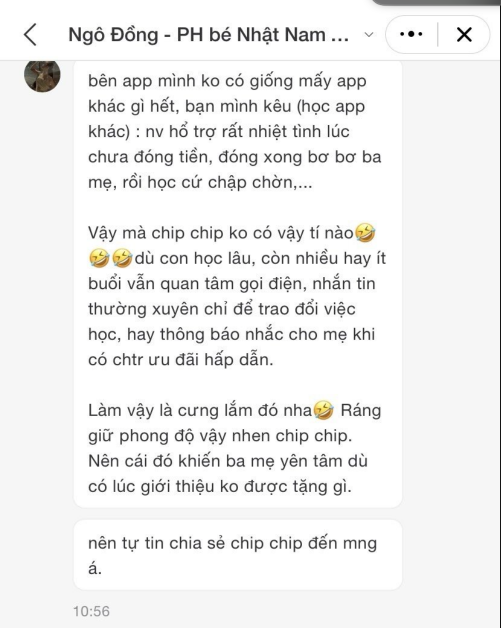 Ngô Đồng - PH bé Nhật Nam ...
bên app mình ko có giống mấy app
khác gì hết, bạn mình kêu (học app
khác) : nv hổ trợ rất nhiệt tình lúc
chưa đóng tiền, đóng xong bơ bơ ba
mẹ, rồi học cứ chập chờn,...
Vậy mà chip chip ko có vậy tí nào🤣
🤣🤣dù con học lâu, còn nhiều hay ít
buổi vẫn quan tâm gọi điện, nhắn tin
thường xuyên chỉ để trao đổi việc
học, hay thông báo nhắc cho mẹ khi
có chtr ưu đãi hấp dẫn.
Làm vậy là cưng lắm đó nha🤣 Ráng
giữ phong độ vậy nhen chip chip.
Nên cái đó khiến ba mẹ yên tâm dù
có lúc giới thiệu ko được tặng gì.
nên tự tin chia sẻ chip chip đến mng
á.
10:56